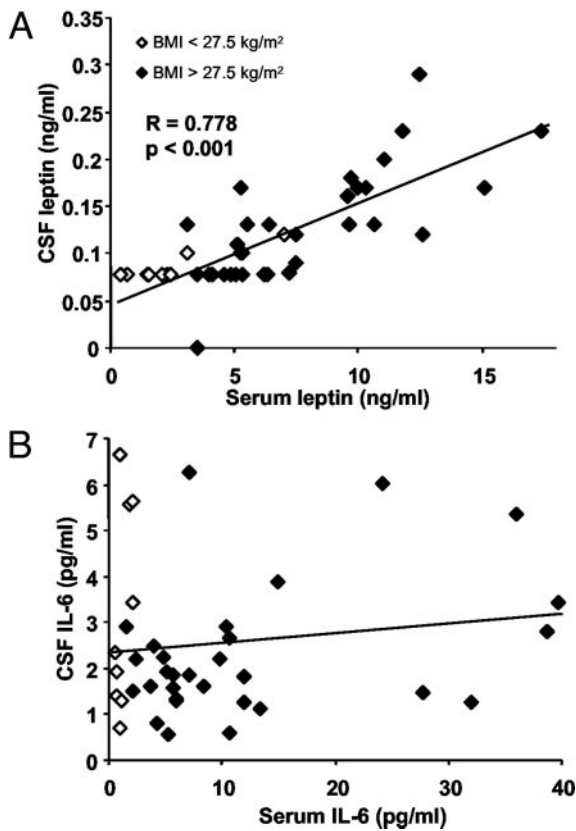 A
BMI < 27.5 kg/m²
BMI > 27.5 kg/m²
R = 0.778
p < 0.001
CSF leptin (ng/ml)
0.35
0.3
0.25
0.2
0.15
0.1
0.05
0
0 5 10 15
Serum leptin (ng/ml)
B
CSF IL-6 (pg/ml)
7
6
5
4
3
2
1
0
0 10 20 30 40
Serum IL-6 (pg/ml)